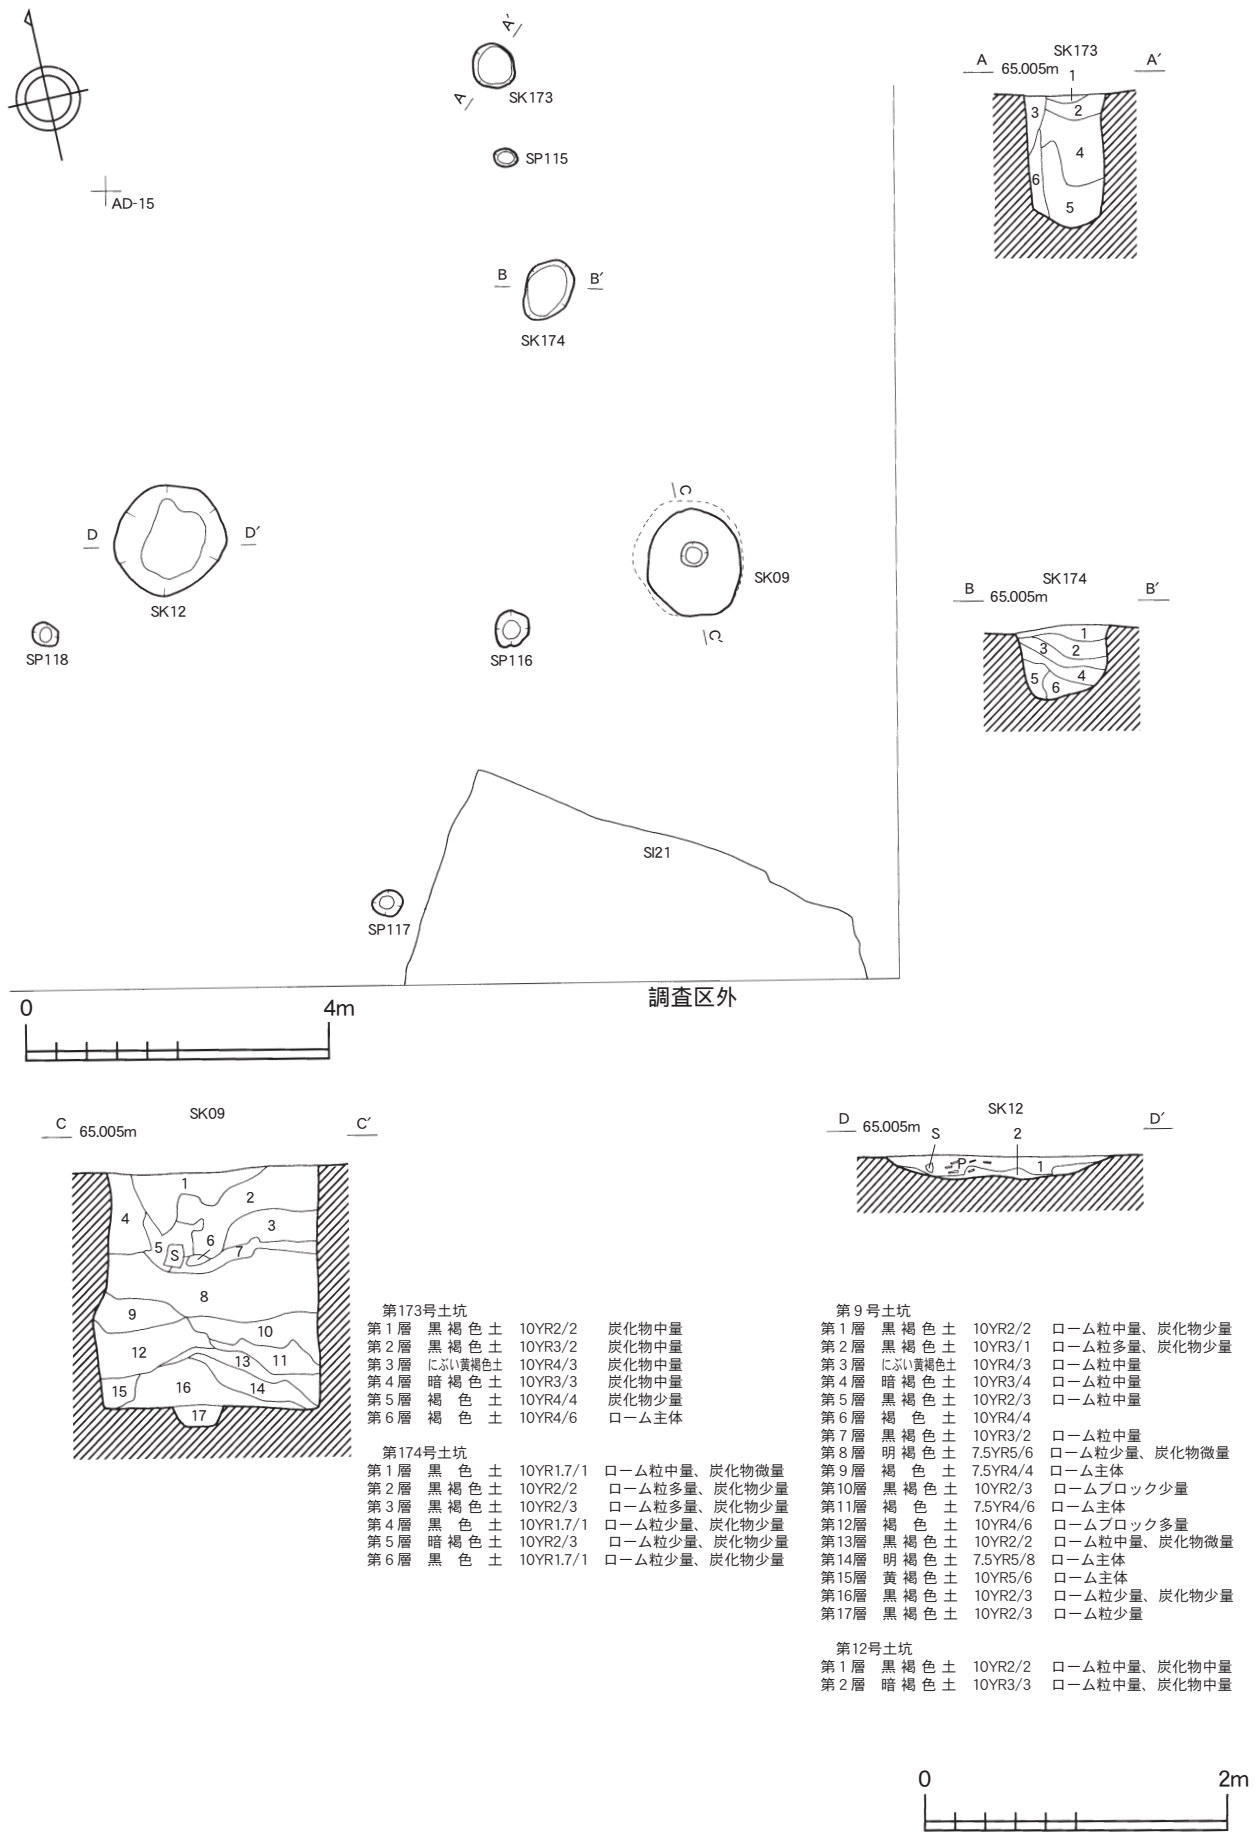 A′
A
SK173
SP115
AD-15
B
B′
SK174
D
D′
SK12
C
C′
SK09
SP118
SP116
SI21
SP117
調査区外
0 4m
SK173
A 65.005m A′
1
2
3
4
5
6
SK174
B 65.005m B′
1
2
3
4
5
6
SK09
C 65.005m C′
1
2
3
4
5
S
6
7
8
9
10
11
12
13
14
15
16
17
SK12
D 65.005m D′
S
2
P
1
第173号土坑
第1層 黒褐色土 10YR2/2 炭化物中量
第2層 黒褐色土 10YR3/2 炭化物中量
第3層 にぶい黄褐色土 10YR4/3 炭化物中量
第4層 暗褐色土 10YR3/3 炭化物中量
第5層 褐色土 10YR4/4 炭化物少量
第6層 褐色土 10YR4/6 ローム主体
第174号土坑
第1層 黒色土 10YR1.7/1 ローム粒中量、炭化物微量
第2層 黒褐色土 10YR2/2 ローム粒多量、炭化物少量
第3層 黒褐色土 10YR2/3 ローム粒多量、炭化物少量
第4層 黒色土 10YR1.7/1 ローム粒少量、炭化物少量
第5層 暗褐色土 10YR2/3 ローム粒少量、炭化物少量
第6層 黒色土 10YR1.7/1 ローム粒少量、炭化物少量
第9号土坑
第1層 黒褐色土 10YR2/2 ローム粒中量、炭化物少量
第2層 黒褐色土 10YR3/1 ローム粒多量、炭化物少量
第3層 にぶい黄褐色土 10YR4/3 ローム粒中量
第4層 暗褐色土 10YR3/4 ローム粒中量
第5層 黒褐色土 10YR2/3 ローム粒中量
第6層 褐色土 10YR4/4
第7層 黒褐色土 10YR3/2 ローム粒中量
第8層 明褐色土 7.5YR5/6 ローム粒少量、炭化物微量
第9層 褐色土 7.5YR4/4 ローム主体
第10層 黒褐色土 10YR2/3 ロームブロック少量
第11層 褐色土 7.5YR4/6 ローム主体
第12層 褐色土 10YR4/6 ロームブロック多量
第13層 黒褐色土 10YR2/2 ローム粒中量、炭化物微量
第14層 明褐色土 7.5YR5/8 ローム主体
第15層 黄褐色土 10YR5/6 ローム主体
第16層 黒褐色土 10YR2/3 ローム粒少量、炭化物少量
第17層 黒褐色土 10YR2/3 ローム粒少量
第12号土坑
第1層 黒褐色土 10YR2/2 ローム粒中量、炭化物中量
第2層 暗褐色土 10YR3/3 ローム粒中量、炭化物中量
0 2m